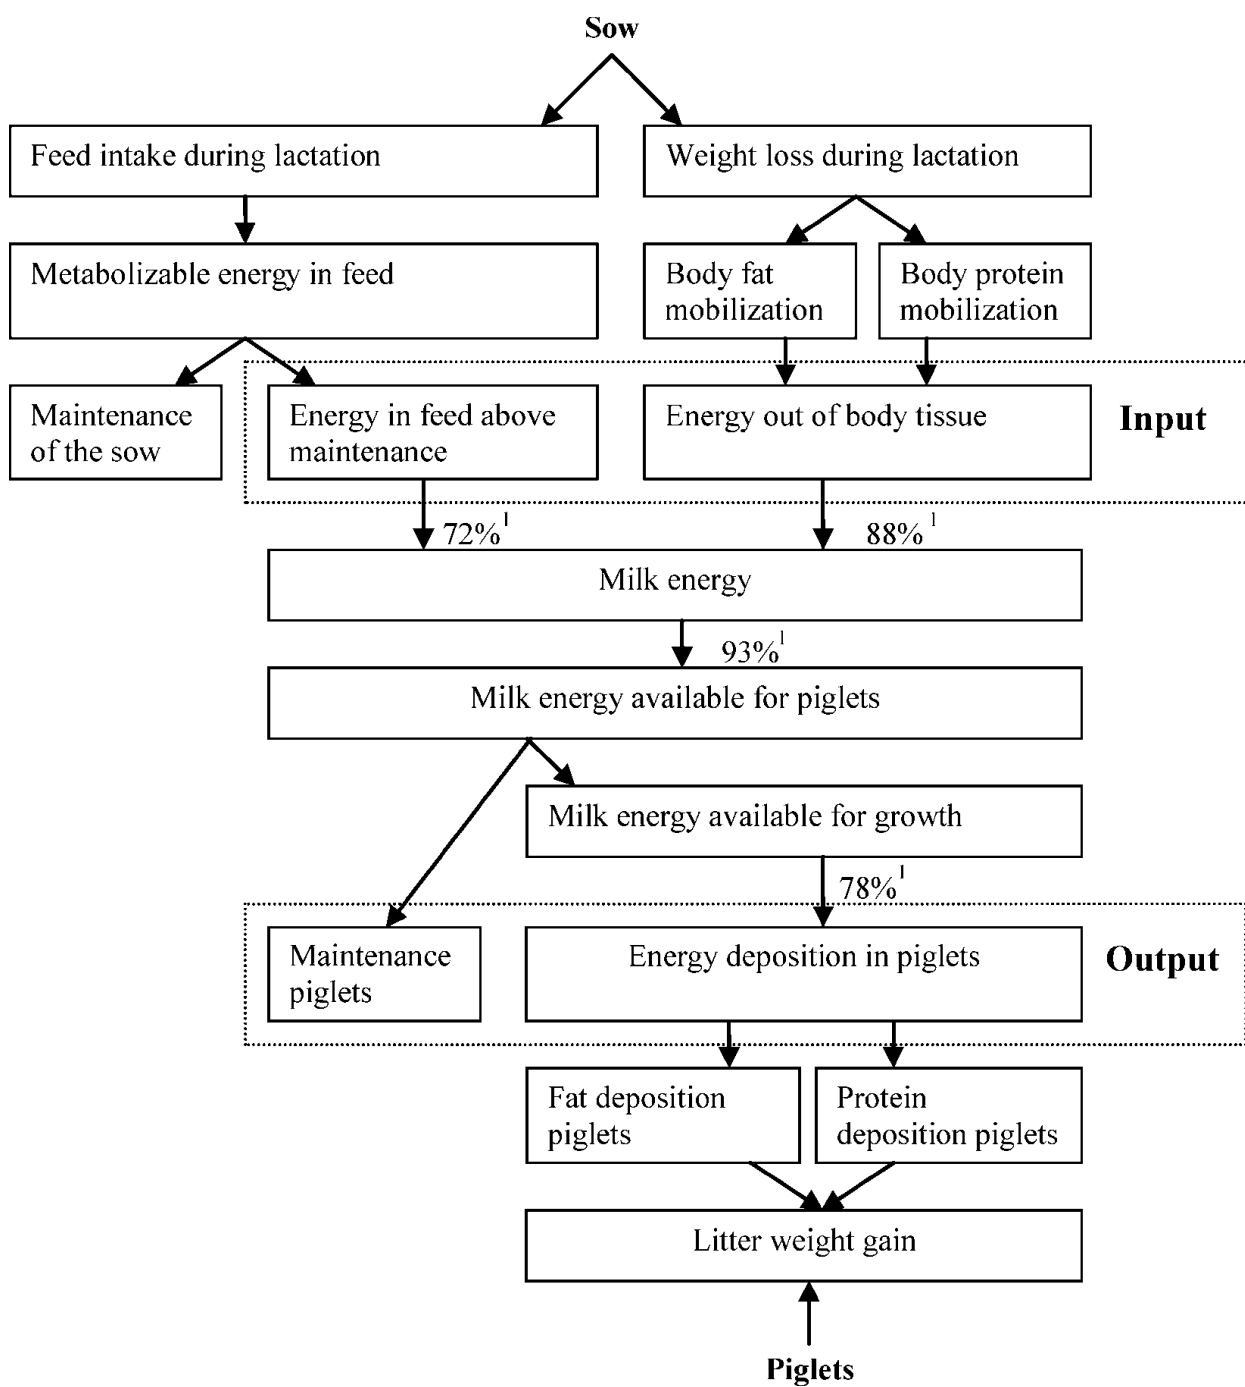 Sow
Feed intake during lactation
Weight loss during lactation
Metabolizable energy in feed
Body fat
mobilization
Body protein
mobilization
Maintenance
of the sow
Energy in feed above
maintenance
Energy out of body tissue
Input
72%1
88% 1
Milk energy
93%1
Milk energy available for piglets
Milk energy available for growth
78%1
Maintenance
piglets
Energy deposition in piglets
Output
Fat deposition
piglets
Protein
deposition piglets
Litter weight gain
Piglets